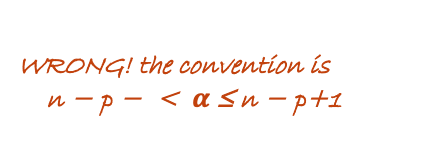 WRONG! the convention is
n – p – < α ≤ n – p+1